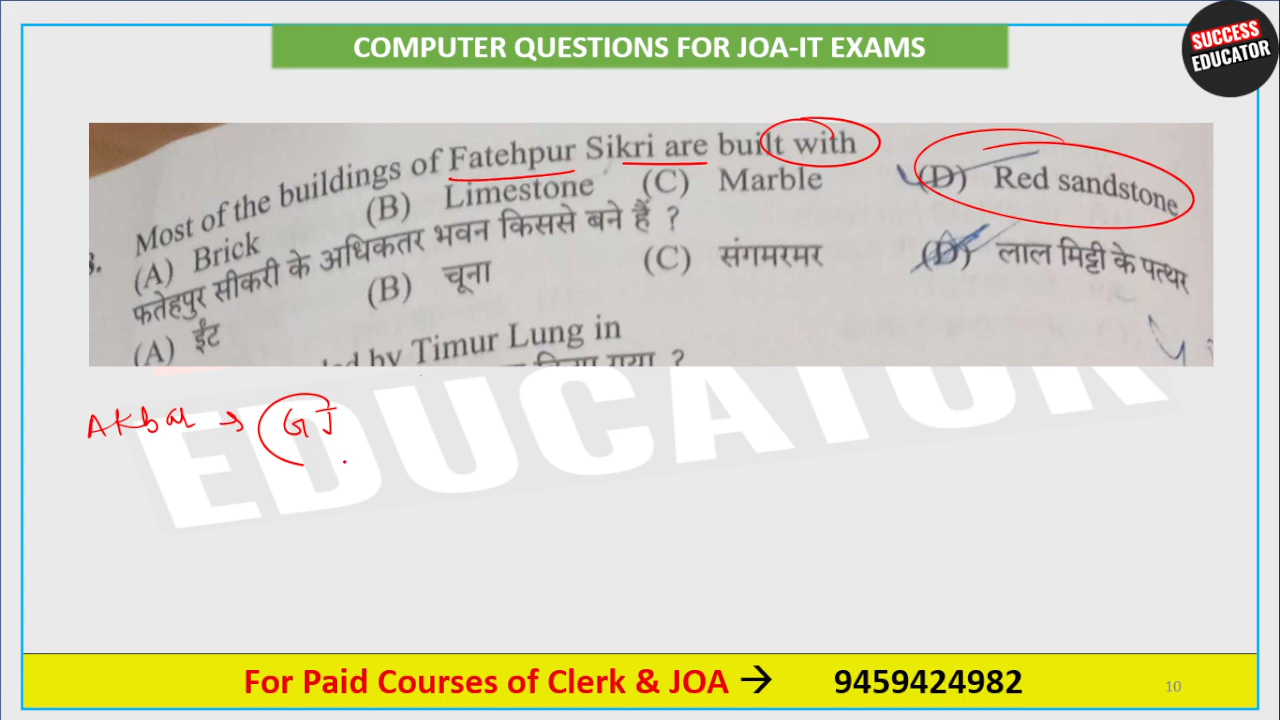 COMPUTER QUESTIONS FOR JOA-IT EXAMS
SUCCESS
EDUCATOR
3. Most of the buildings of Fatehpur Sikri are built with
(A) Brick (B) Limestone (C) Marble (D) Red sandstone
फतेहपुर सीकरी के अधिकतर भवन किससे बने हैं ?
(A) ईंट (B) चूना (C) संगमरमर (D) लाल मिट्टी के पत्थर
by Timur Lung in
किया गया ?
Akbar → GJ
EDUCATOR
For Paid Courses of Clerk & JOA → 9459424982
10